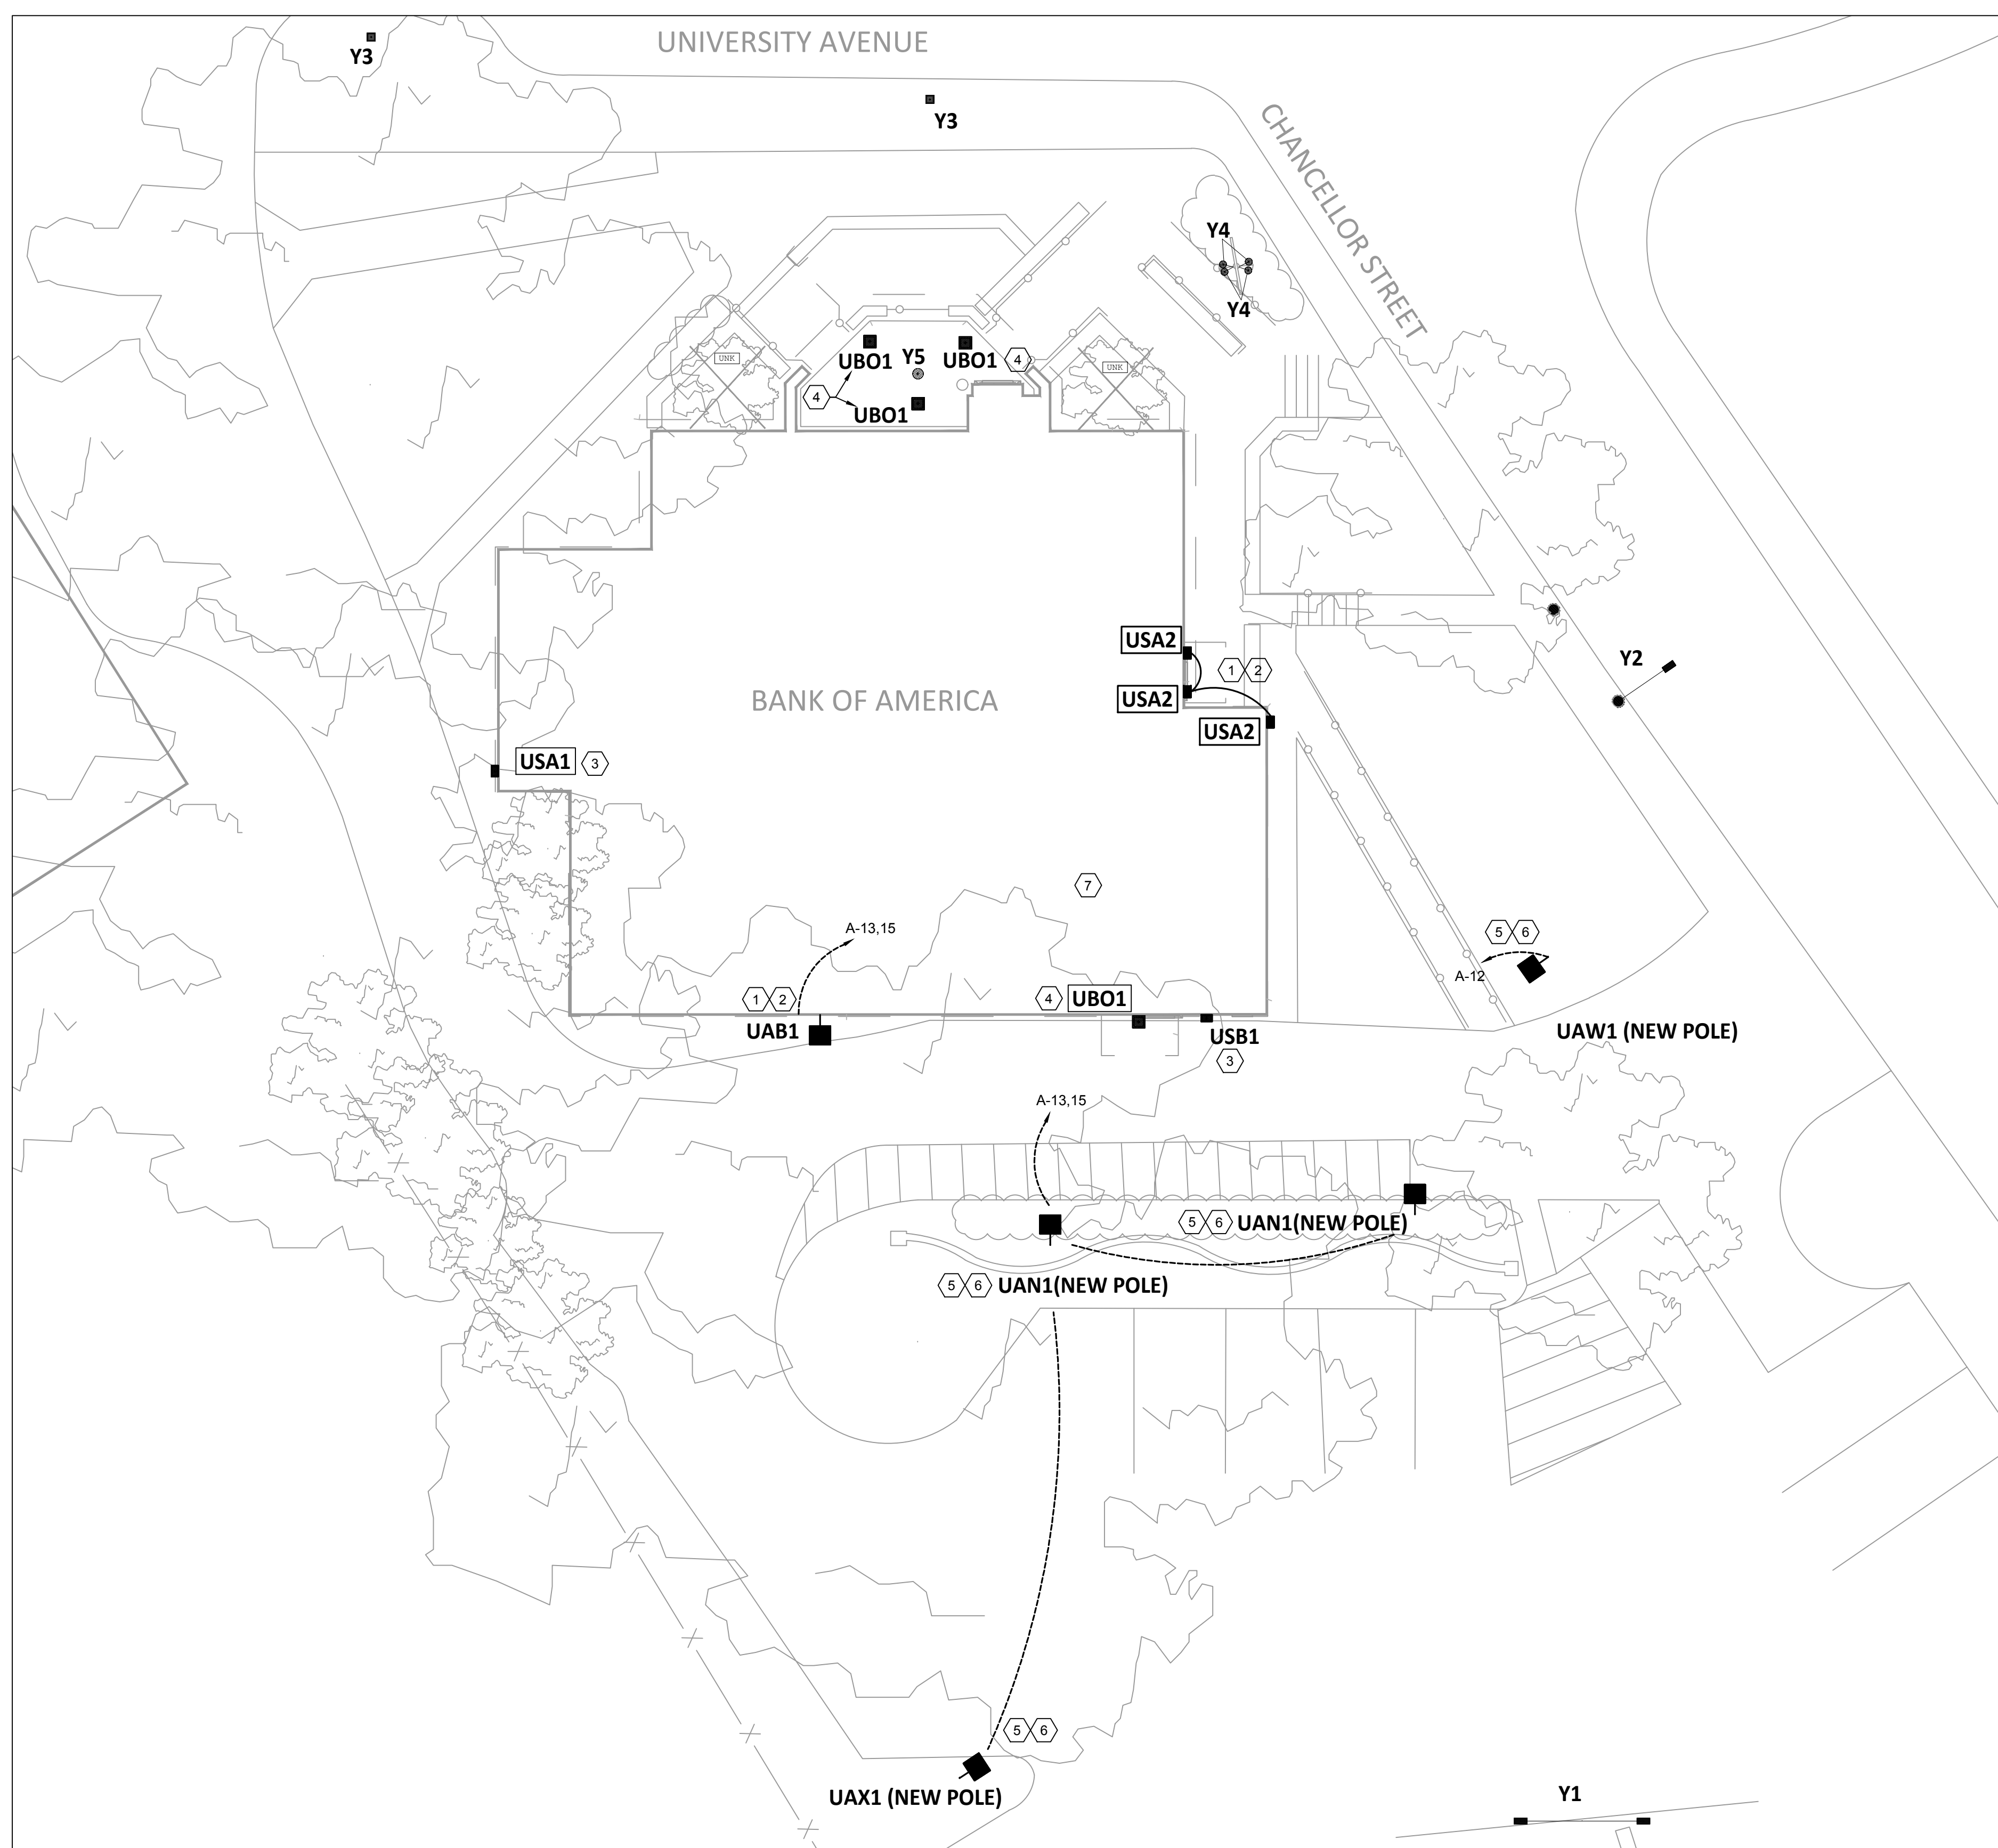 UNIVERSITY AVENUE
Y3
Y3
CHANCELLOR STREET
Y4
Y4
UNK
UBO1
Y5
UBO1
4
UNK
4
UBO1
USA2
1 2
Y2
USA2
USA2
BANK OF AMERICA
USA1 3
7
A-13,15
5 6
A-12
1 2
4 UBO1
UAB1
USB1
UAW1 (NEW POLE)
3
A-13,15
5 6 UAN1(NEW POLE)
5 6 UAN1(NEW POLE)
5 6
UAX1 (NEW POLE)
Y1